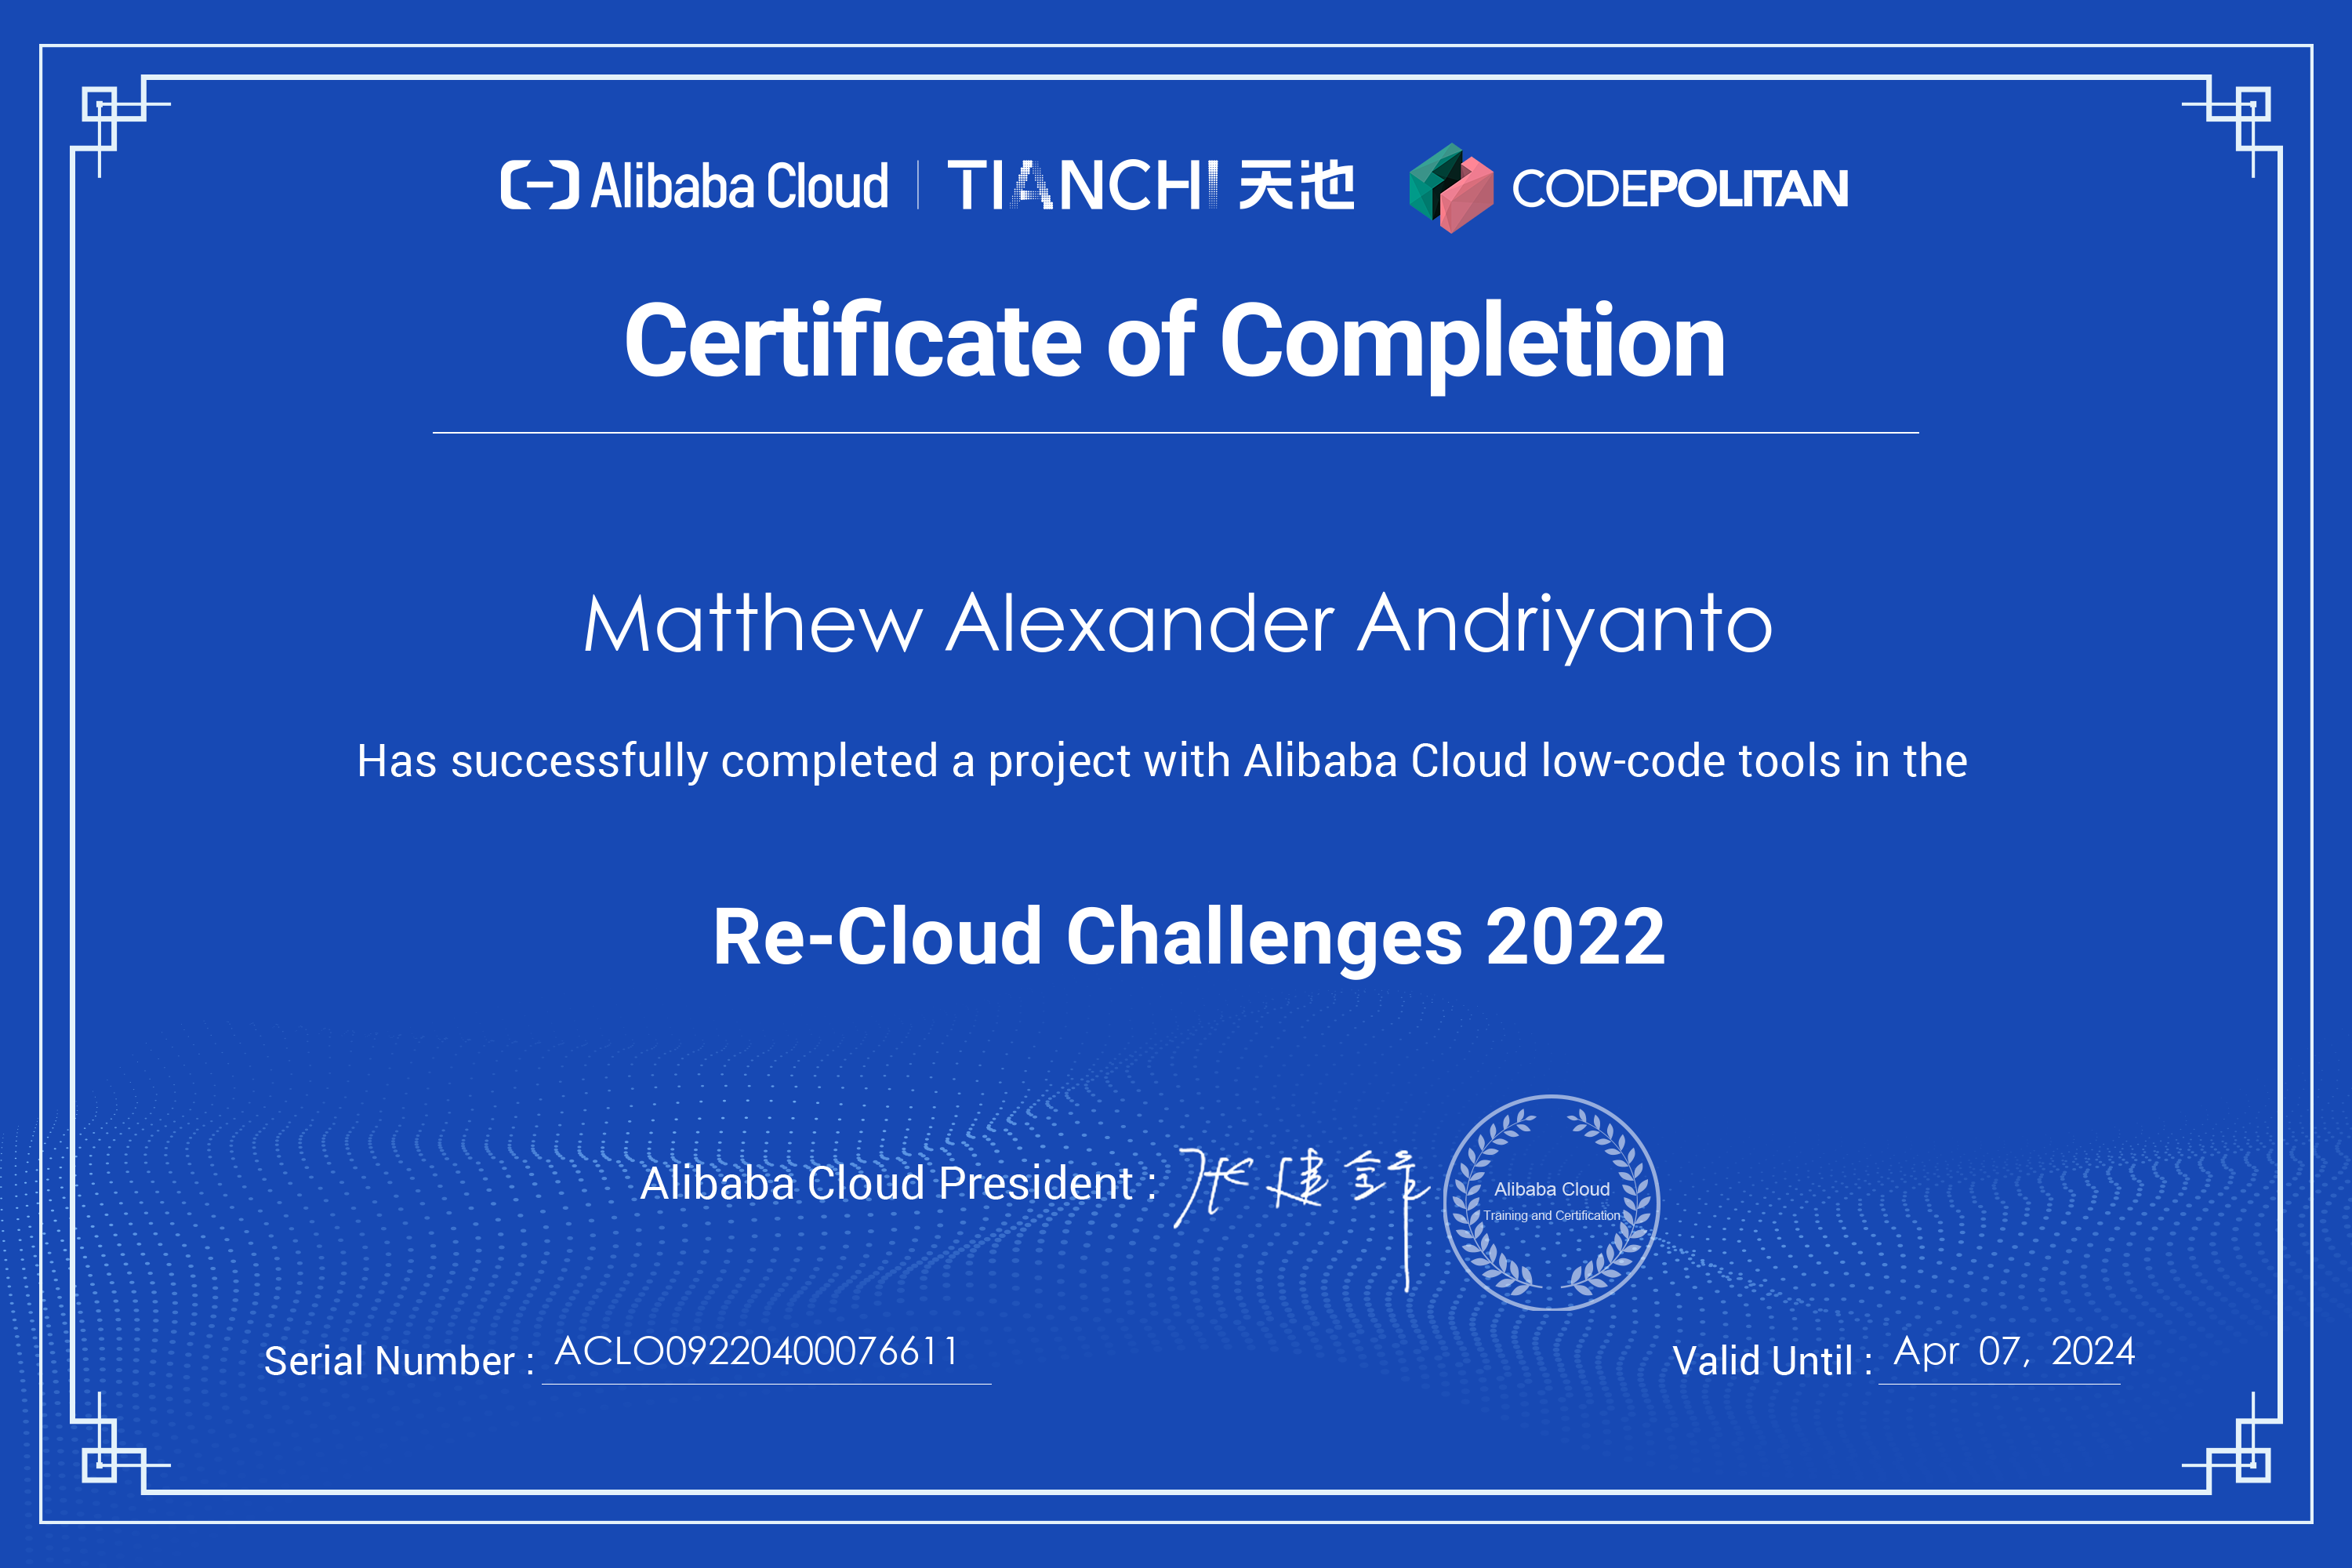 Alibaba Cloud | TIANCHI 天池 CODEPOLITAN
Certificate of Completion
Matthew Alexander Andriyanto
Has successfully completed a project with Alibaba Cloud low-code tools in the
Re-Cloud Challenges 2022
Alibaba Cloud President : 张建锋
Alibaba Cloud
Training and Certification
Serial Number : ACLO09220400076611
Valid Until : Apr 07, 2024